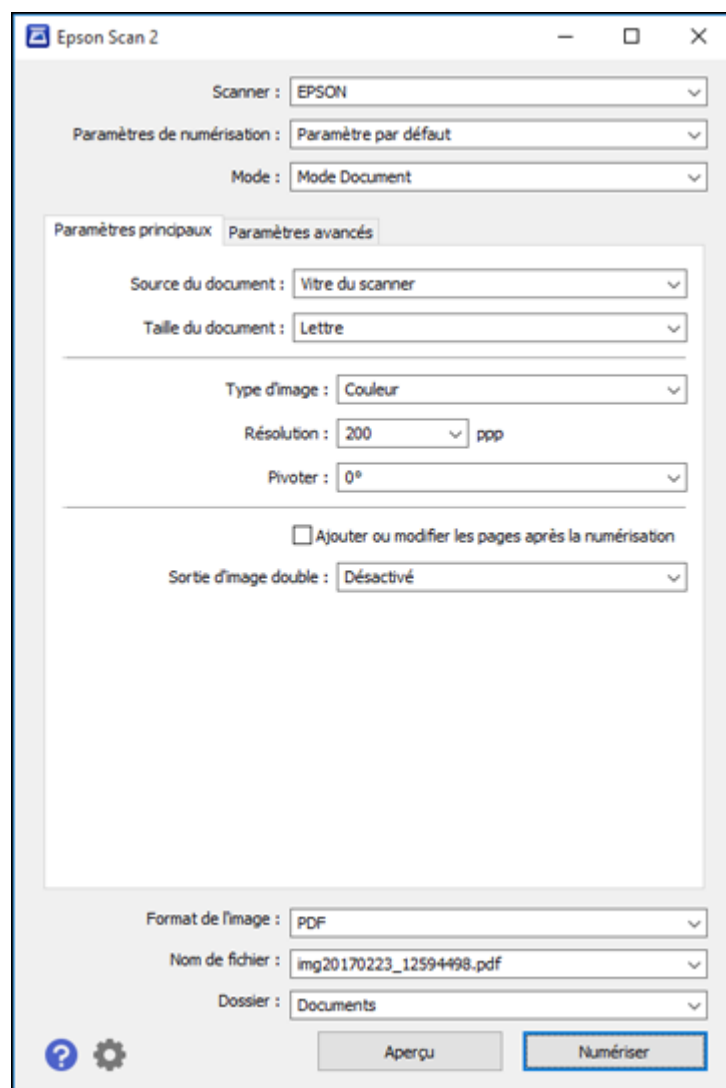 Epson Scan 2
Scanner : EPSON
Paramètres de numérisation : Paramètre par défaut
Mode : Mode Document
Paramètres principaux Paramètres avancés
Source du document : Vitre du scanner
Taille du document : Lettre
Type d'image : Couleur
Résolution : 200 ppp
Pivoter : 0°
Ajouter ou modifier les pages après la numérisation
Sortie d'image double : Désactivé
Format de l'image : PDF
Nom de fichier : img20170223_12594498.pdf
Dossier : Documents
? Aperçu Numériser